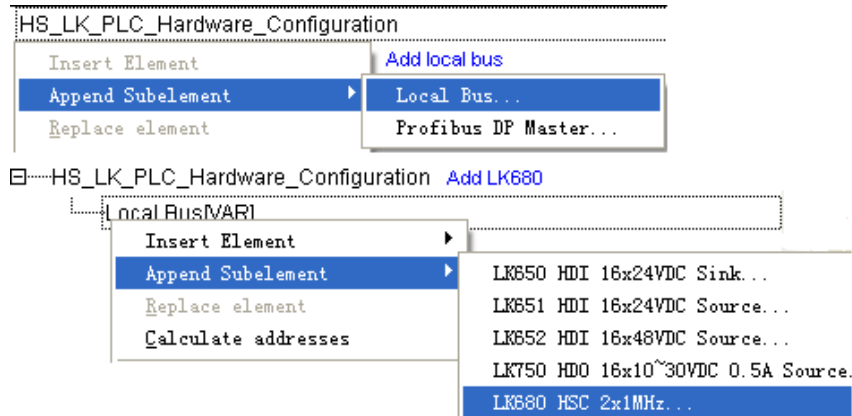 HS_LK_PLC_Hardware_Configuration
Insert Element Add local bus
Append Subelement Local Bus...
Replace element Profibus DP Master...
HS_LK_PLC_Hardware_Configuration Add LK680
Local Bus[VAR]
Insert Element
Append Subelement LK650 HDI 16x24VDC Sink...
Replace element LK651 HDI 16x24VDC Source...
Calculate addresses LK652 HDI 16x48VDC Source...
LK750 HDO 16x10~30VDC 0.5A Source.
LK680 HSC 2x1MHz...